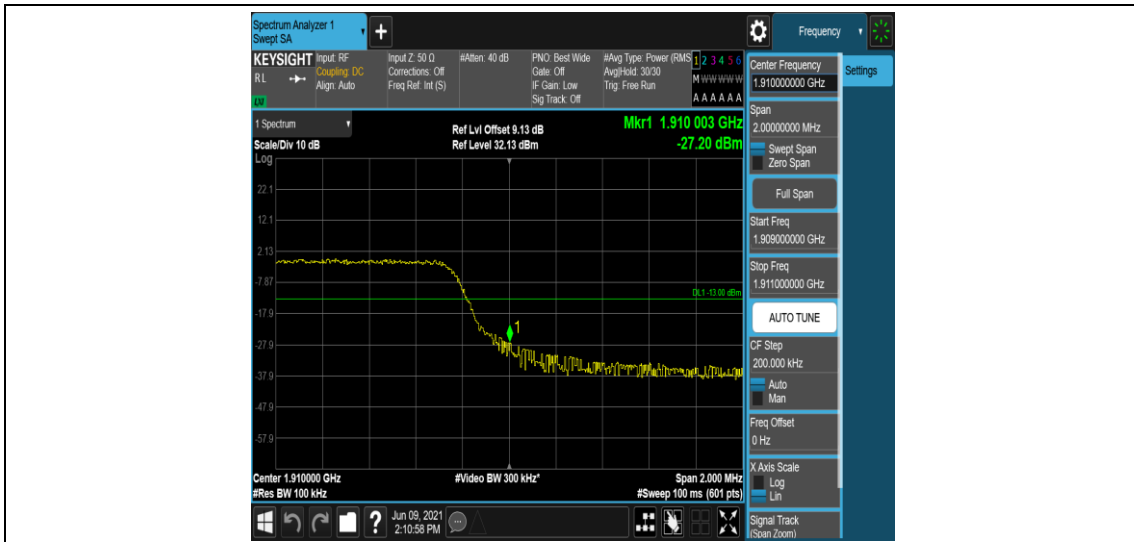 Spectrum Analyzer 1
Swept SA
+
Frequency
KEYSIGHT
RL
LXI
Input: RF
Coupling: DC
Align: Auto
Input Z: 50 Ω
Corrections: Off
Freq Ref: Int (S)
#Atten: 40 dB
PNO: Best Wide
Gate: Off
IF Gain: Low
Sig Track: Off
#Avg Type: Power (RMS
Avg|Hold: 30/30
Trig: Free Run
1 2 3 4 5 6
M W W W W W
A A A A A A
1 Spectrum
Scale/Div 10 dB
Ref Lvl Offset 9.13 dB
Ref Level 32.13 dBm
Mkr1 1.910 003 GHz
-27.20 dBm
Log
22.1
12.1
2.13
-7.87
-17.9
-27.9
-37.9
-47.9
-57.9
DL1 -13.00 dBm
1
Center 1.910000 GHz
#Res BW 100 kHz
#Video BW 300 kHz*
Span 2.000 MHz
#Sweep 100 ms (601 pts)
?
Jun 09, 2021
2:10:58 PM
Center Frequency
1.910000000 GHz
Span
2.00000000 MHz
Swept Span
Zero Span
Full Span
Start Freq
1.909000000 GHz
Stop Freq
1.911000000 GHz
AUTO TUNE
CF Step
200.000 kHz
Auto
Man
Freq Offset
0 Hz
X Axis Scale
Log
Lin
Signal Track
(Span Zoom)
Settings